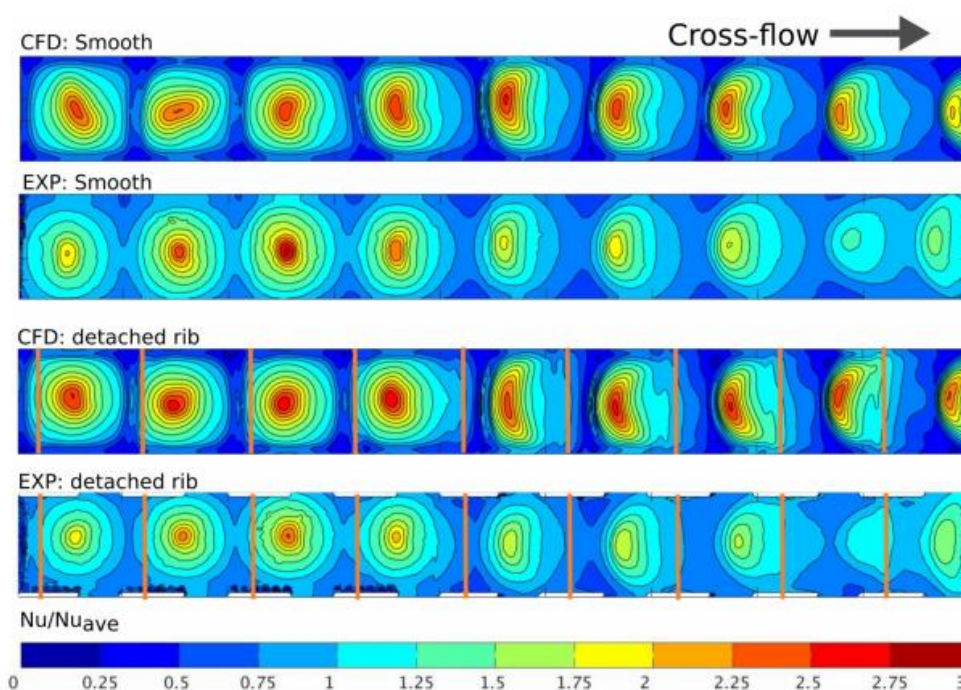 CFD: Smooth
Cross-flow
EXP: Smooth
CFD: detached rib
EXP: detached rib
Nu/Nuave
0 0.25 0.5 0.75 1 1.25 1.5 1.75 2 2.25 2.5 2.75 3